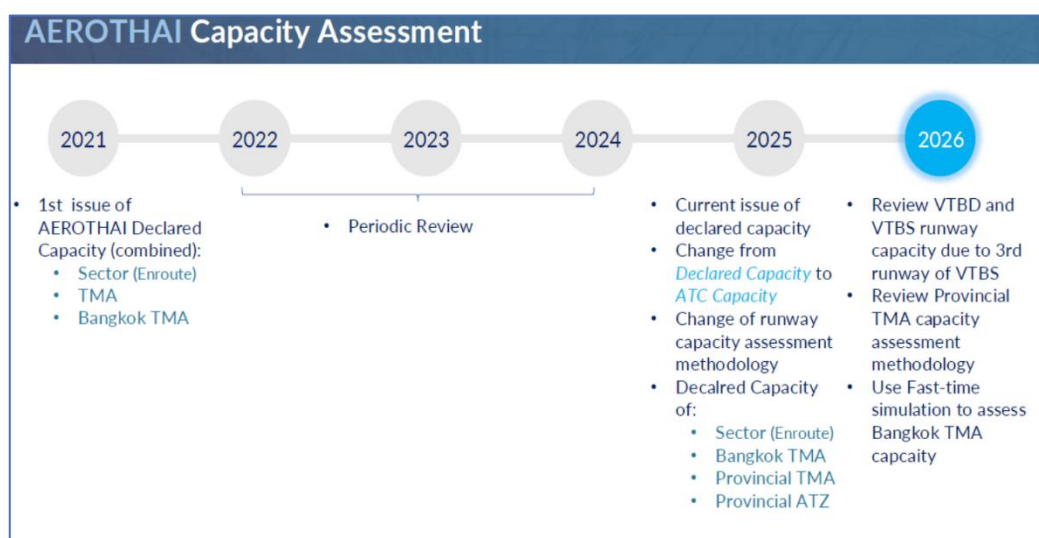 AEROTHAI Capacity Assessment
2021
2022
2023
2024
2025
2026
• 1st issue of
AEROTHAI Declared
Capacity (combined):
• Sector (Enroute)
• TMA
• Bangkok TMA
• Periodic Review
• Current issue of
declared capacity
• Change from
Declared Capacity to
ATC Capacity
• Change of runway
capacity assessment
methodology
• Decalred Capacity
of:
• Sector (Enroute)
• Bangkok TMA
• Provincial TMA
• Provincial ATZ
• Review VTBD and
VTBS runway
capacity due to 3rd
runway of VTBS
• Review Provincial
TMA capacity
assessment
methodology
• Use Fast-time
simulation to assess
Bangkok TMA
capcaity